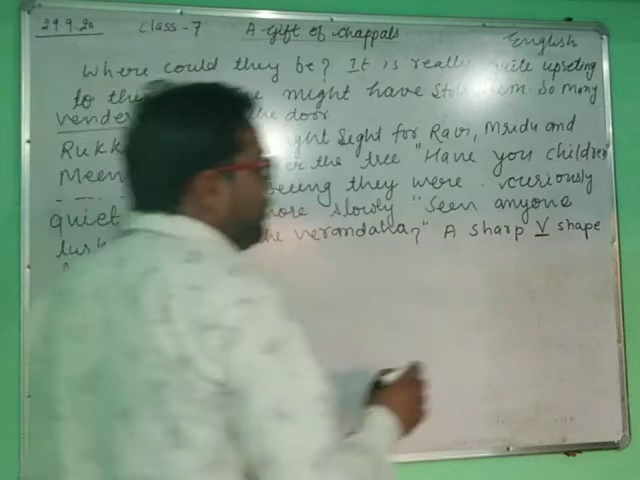 29.9.20 Class-7 A gift of chappals English
Where could they be? It is really quite upseting
to the might have Stolen them. So many
vender the door
Rukk ght Sight for Ravi, Mridu and
Meen the tree "Have you children"
seeing they were curiously
quiet more slowly "Seen anyone
lurk the verandaha?" A sharp V shape